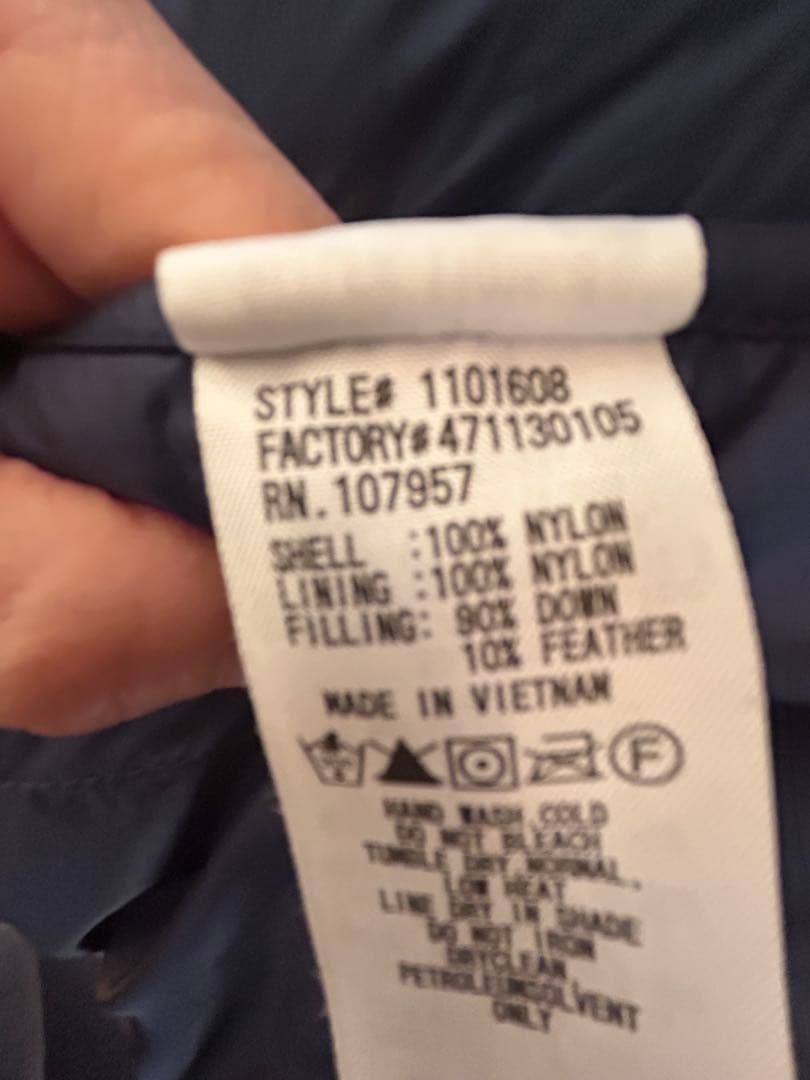 STYLE# 1101608
FACTORY#471130105
RN.107957
SHELL :100% NYLON
LINING :100% NYLON
FILLING: 90% DOWN
10% FEATHER
MADE IN VIETNAM
F
HAND WASH COLD
DO NOT BLEACH
TUMBLE DRY NORMAL,
LOW HEAT
LINE DRY IN SHADE
DO NOT IRON
DRYCLEAN,
PETROLEUMSOLVENT
ONLY